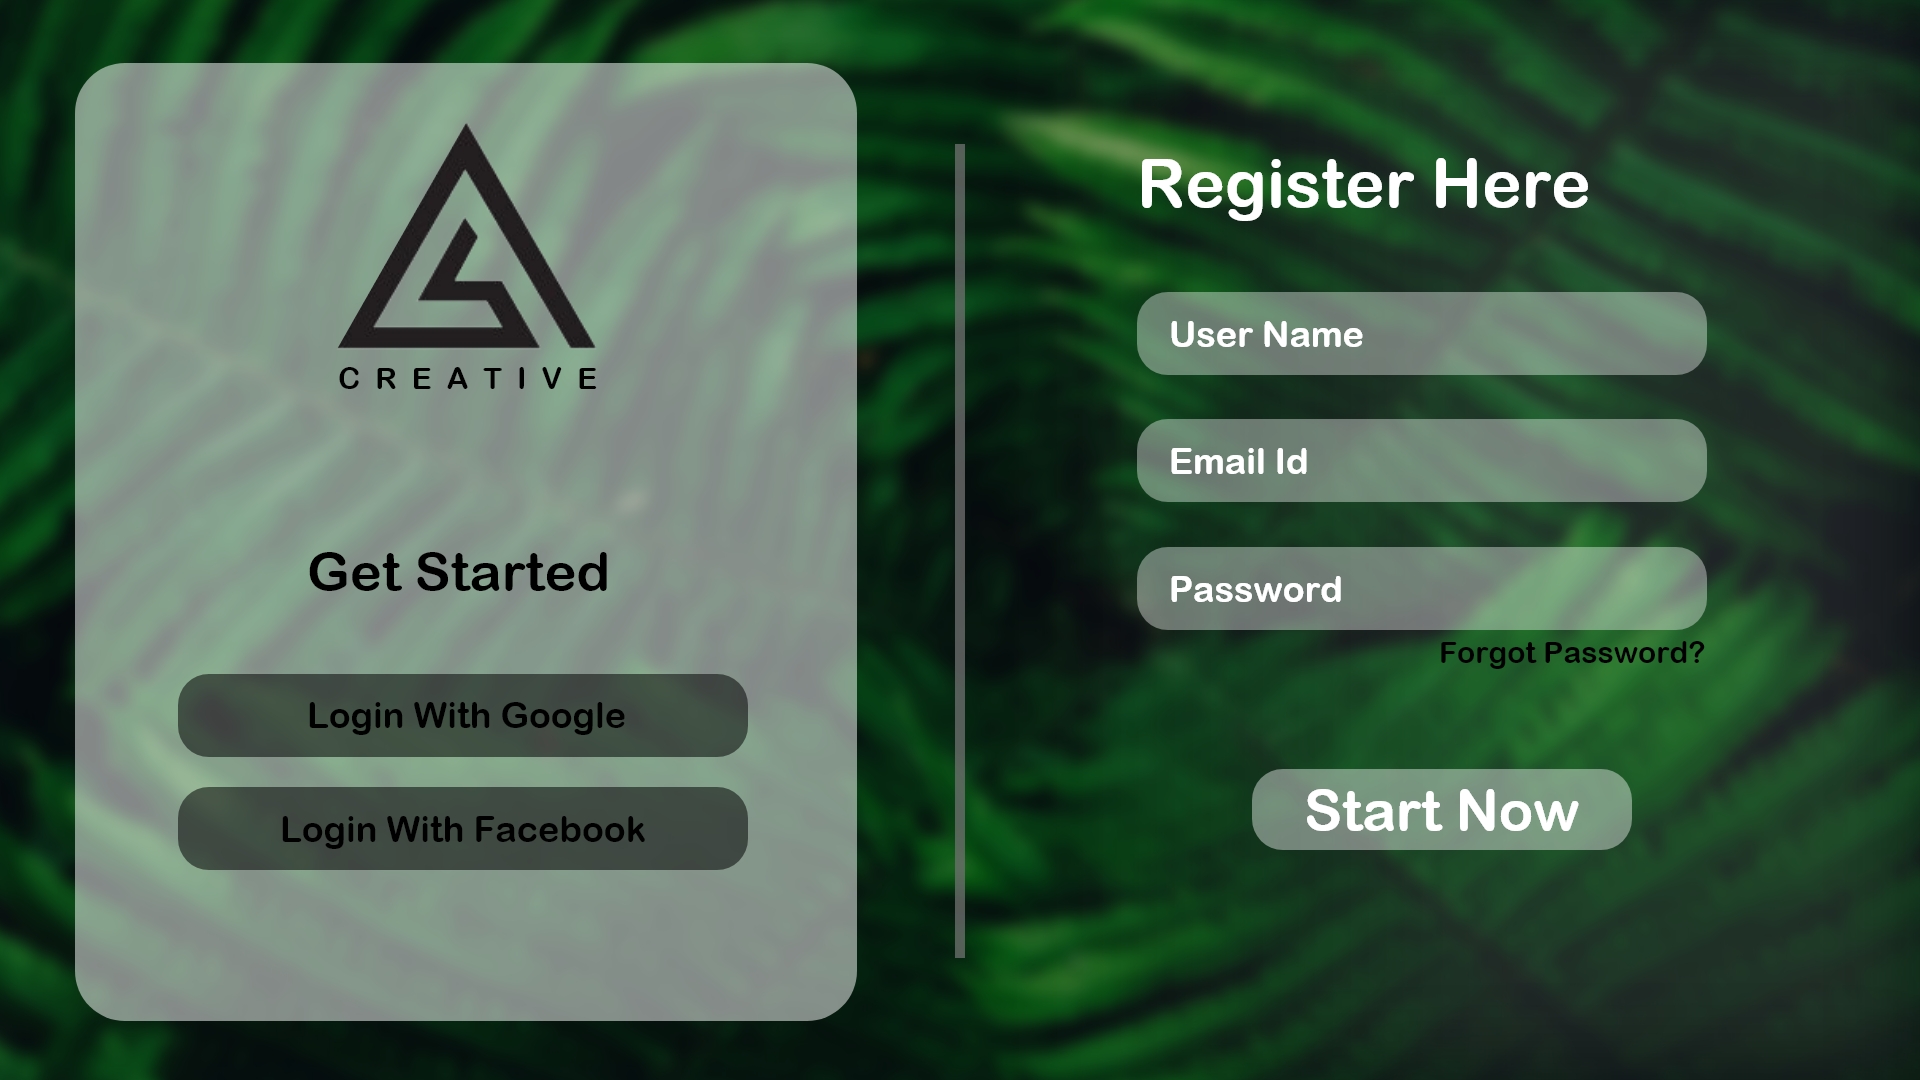 CREATIVE
Get Started
Login With Google
Login With Facebook
Register Here
User Name
Email Id
Password
Forgot Password?
Start Now